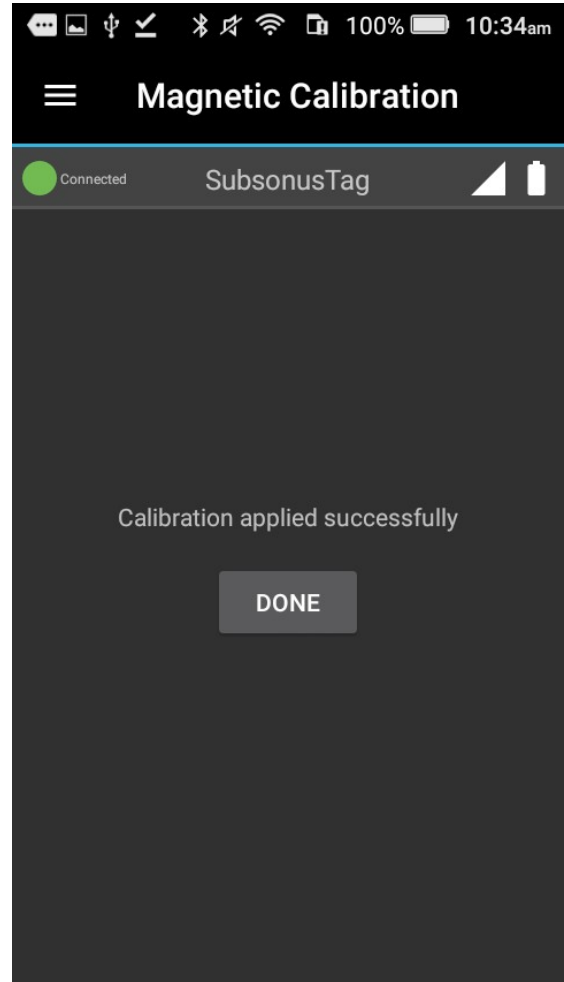 100% 10:34am
Magnetic Calibration
Connected SubsonusTag
Calibration applied successfully
DONE